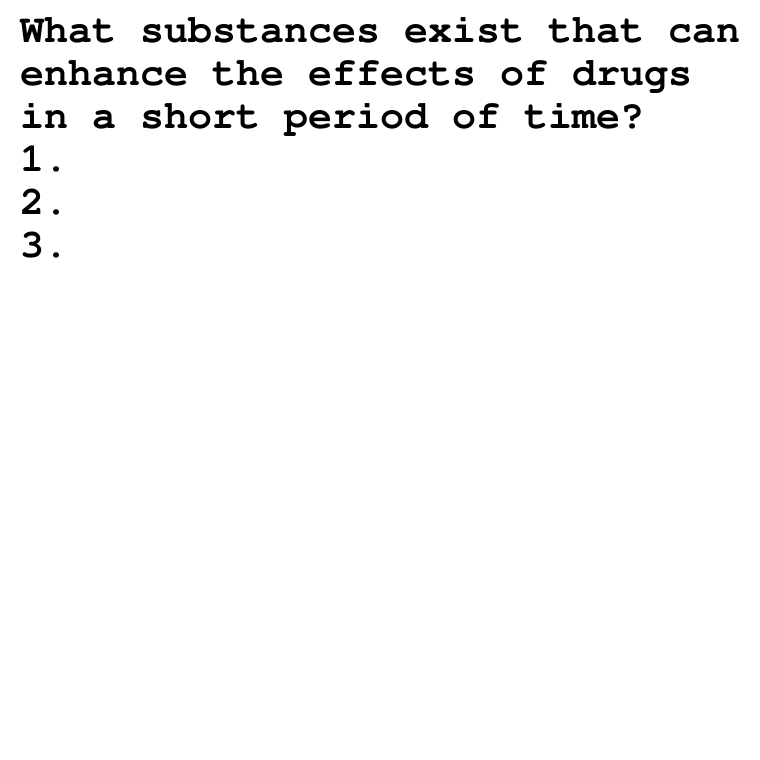 What substances exist that can
enhance the effects of drugs
in a short period of time?
1.
2.
3.